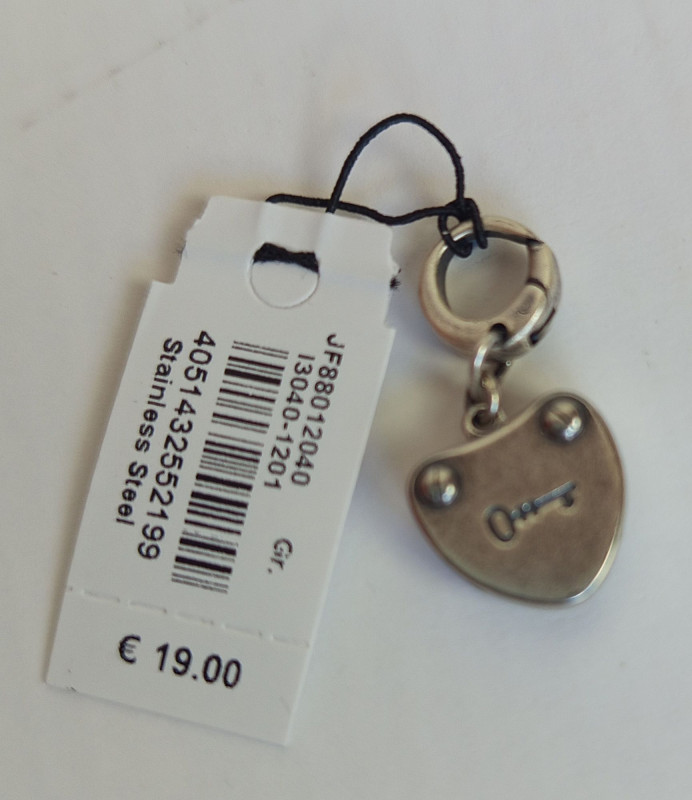 JF88012040
I3040-1201 Gr.
4051432552199
Stainless Steel
€ 19.00